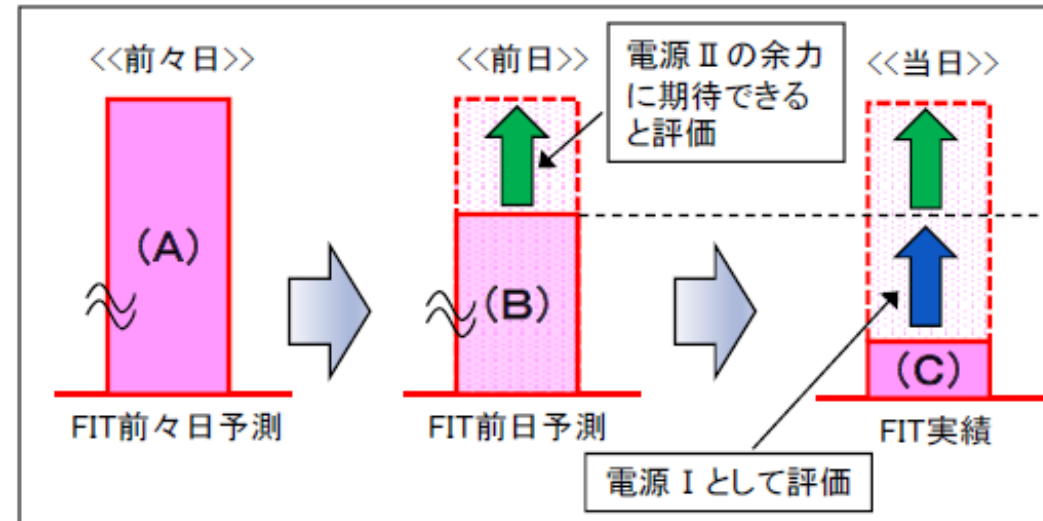 <<前々日>>
<<前日>>
電源Ⅱの余力
に期待できる
と評価
<<当日>>
(A)
(B)
(C)
FIT前々日予測
FIT前日予測
FIT実績
電源Ⅰとして評価